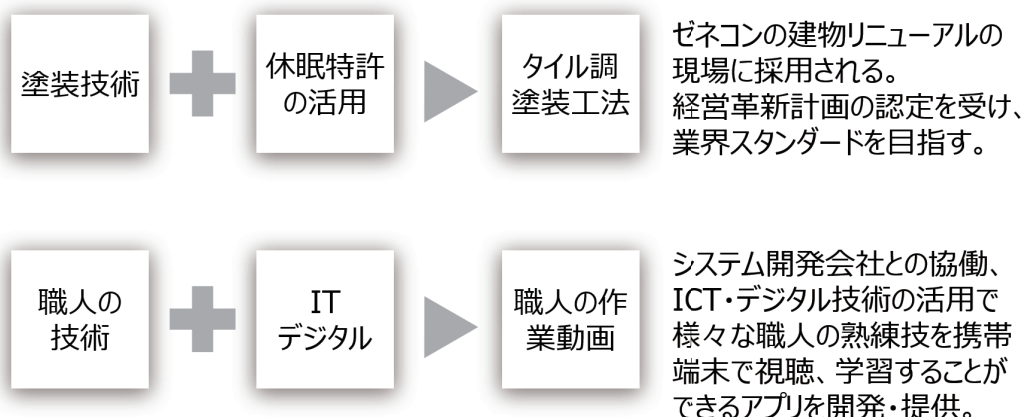 塗装技術
休眠特許
の活用
タイル調
塗装工法
ゼネコンの建物リニューアルの
現場に採用される。
経営革新計画の認定を受け、
業界スタンダードを目指す。
職人の
技術
IT
デジタル
職人の作
業動画
システム開発会社との協働、
ICT・デジタル技術の活用で
様々な職人の熟練技を携帯
端末で視聴、学習することが
できるアプリを開発・提供。